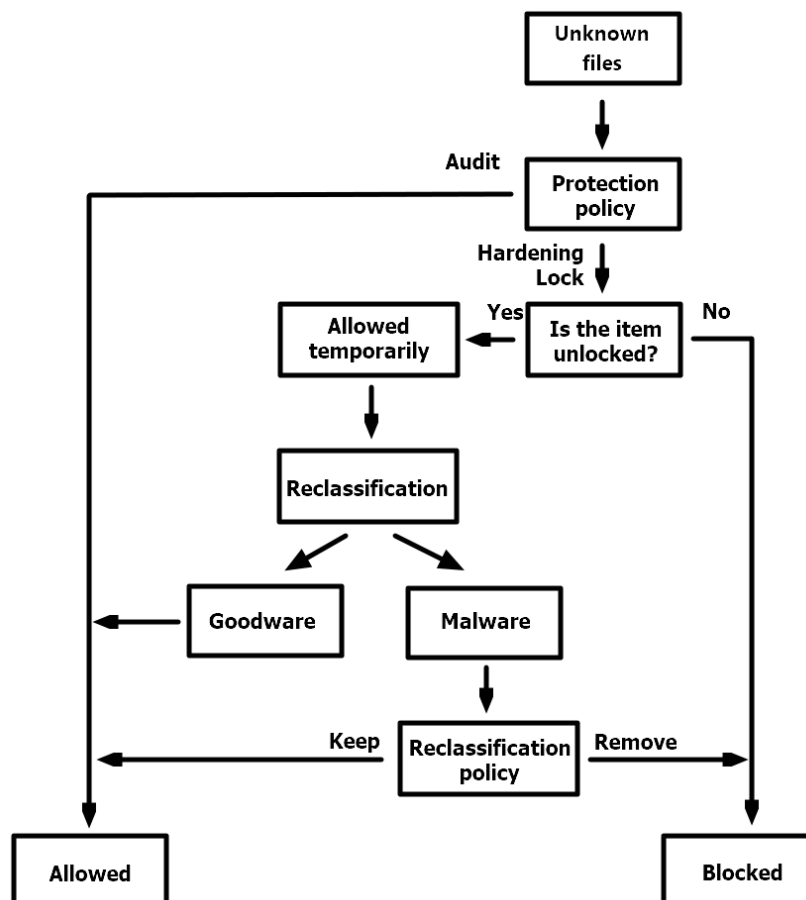 Unknown
files
Audit
Protection
policy
Hardening
Lock
Yes
No
Allowed
temporarily
Is the item
unlocked?
Reclassification
Goodware
Malware
Keep
Reclassification
policy
Remove
Allowed
Blocked